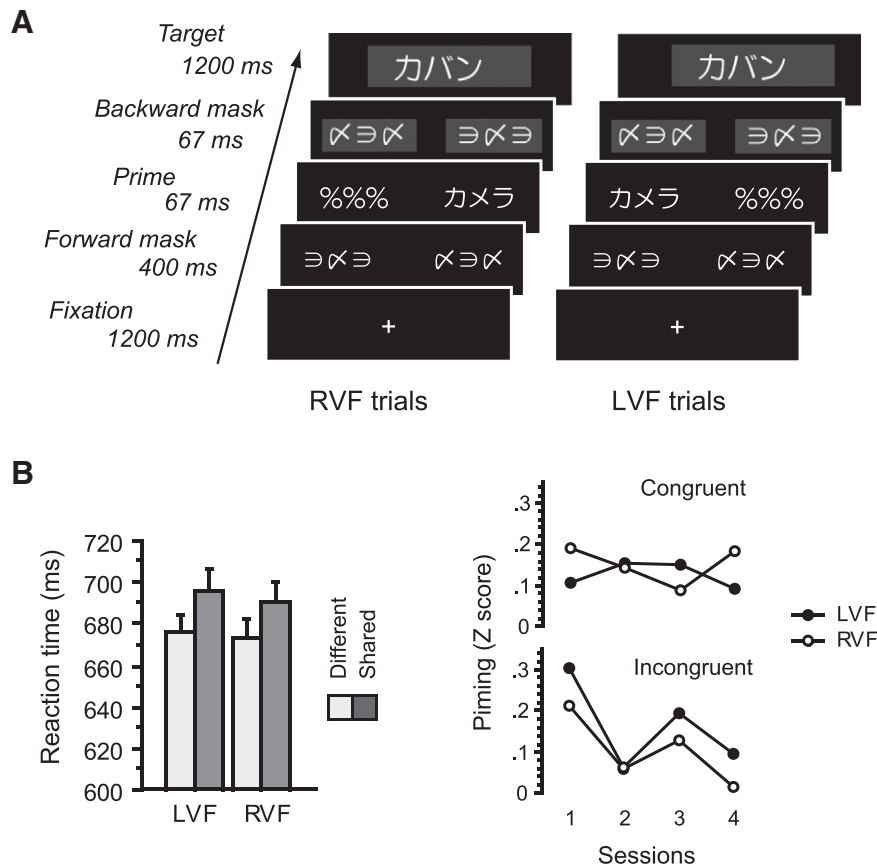 A
Target
1200 ms
カバン
カバン
Backward mask
67 ms
〆∋〆 ∋〆∋
〆∋〆 ∋〆∋
Prime
67 ms
%%% カメラ
カメラ %%%
Forward mask
400 ms
∋〆∋ 〆∋〆
∋〆∋ 〆∋〆
Fixation
1200 ms
+
+
RVF trials
LVF trials
B
Reaction time (ms)
720
700
680
660
640
620
600
LVF RVF
Different
Shared
Piming (Z score)
Congruent
.3
.2
.1
0
Incongruent
.3
.2
.1
0
1 2 3 4
Sessions
LVF
RVF